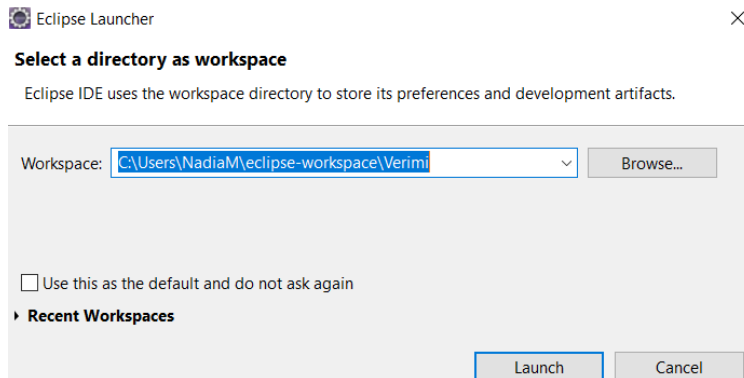 Eclipse Launcher
Select a directory as workspace
Eclipse IDE uses the workspace directory to store its preferences and development artifacts.
Workspace: C:\Users\NadiaM\eclipse-workspace\Verimi Browse...
Use this as the default and do not ask again
Recent Workspaces
Launch Cancel